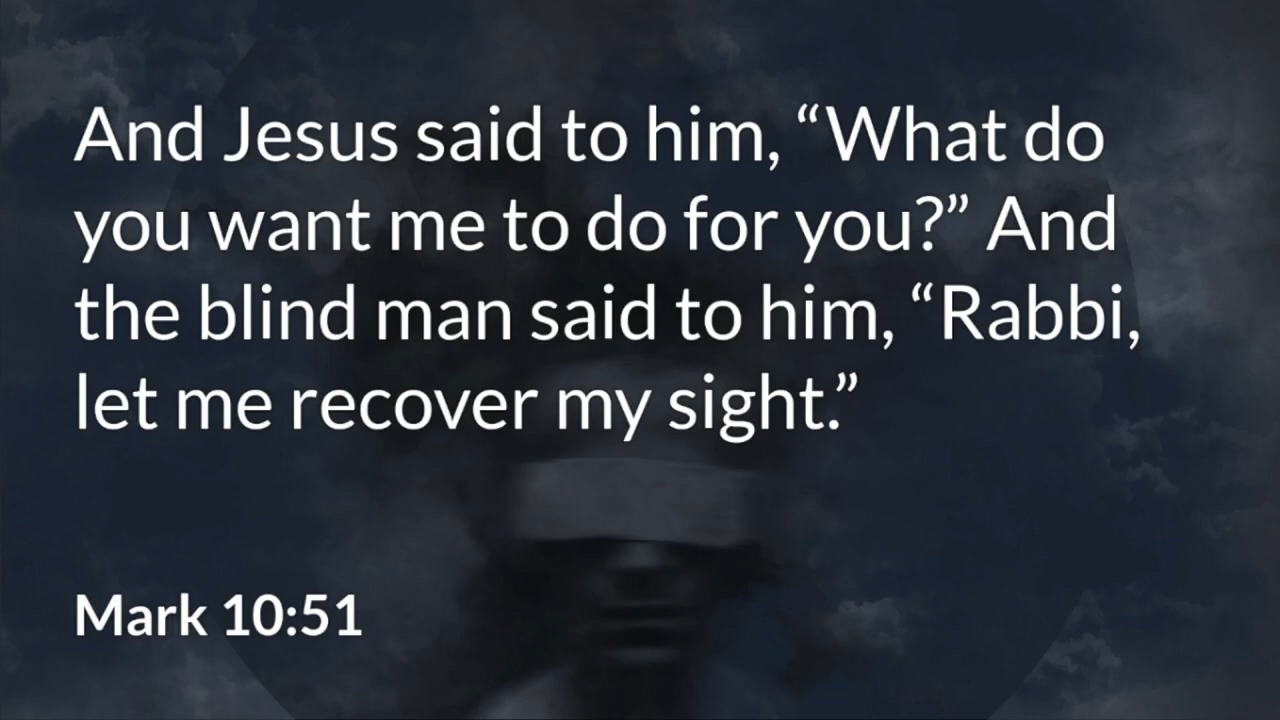 And Jesus said to him, “What do
you want me to do for you?” And
the blind man said to him, “Rabbi,
let me recover my sight.”
Mark 10:51